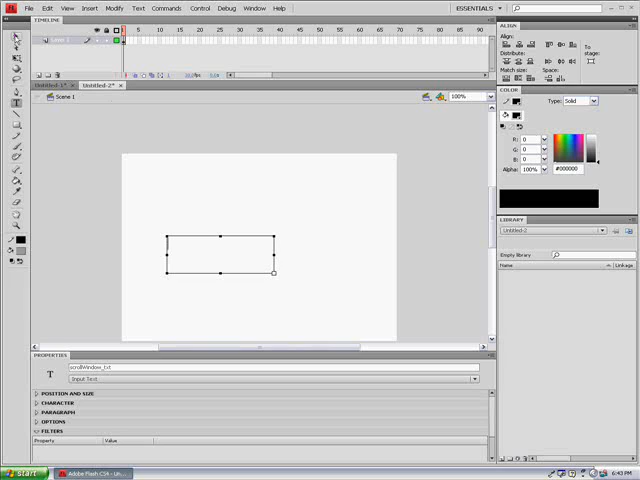 File Edit View Insert Modify Text Commands Control Debug Window Help
ESSENTIALS
TIMELINE
5 10 15 20 25 30 35 40 45 50 55 60 65 70 75 80
Untitled-1* × Untitled-2* ×
Scene 1
100%
ALIGN
Align:
Distribute:
Match size: Space:
To stage:
COLOR
Type: Solid
R: 0
G: 0
B: 0
Alpha: 100% #000000
LIBRARY
Untitled-2
Empty library
Name Linkage
PROPERTIES
T
scrollWindow_txt
Input Text
POSITION AND SIZE
CHARACTER
PARAGRAPH
OPTIONS
FILTERS
Property Value
start
Adobe Flash CS4 - Un...
6:43 PM